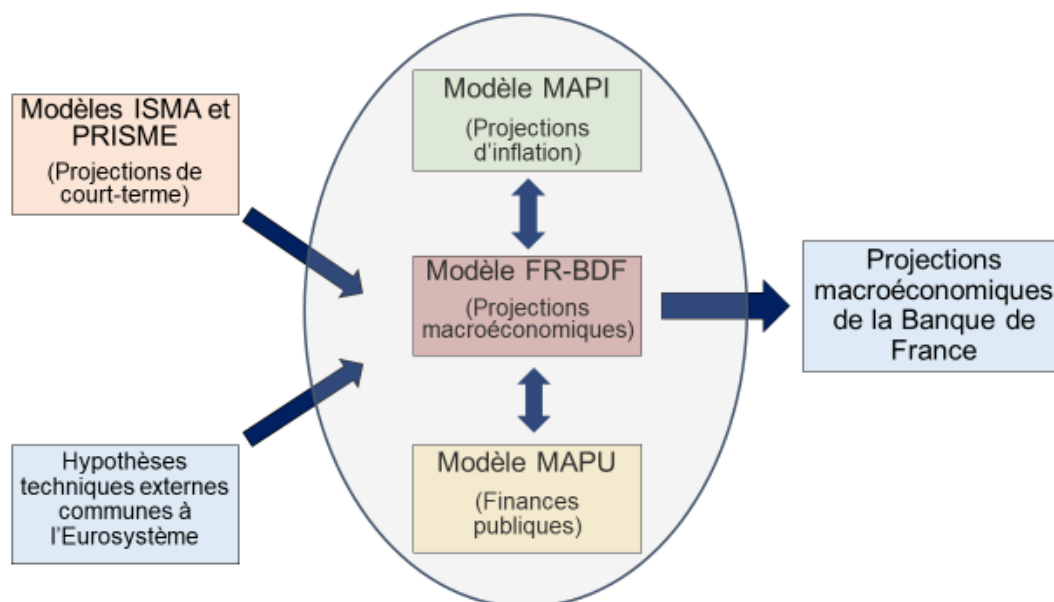 Modèles ISMA et
PRISME
(Projections de
court-terme)
Hypothèses
techniques externes
communes à
l'Eurosystème
Modèle MAPI
(Projections
d'inflation)
Modèle FR-BDF
(Projections
macroéconomiques)
Modèle MAPU
(Finances
publiques)
Projections
macroéconomiques
de la Banque de
France